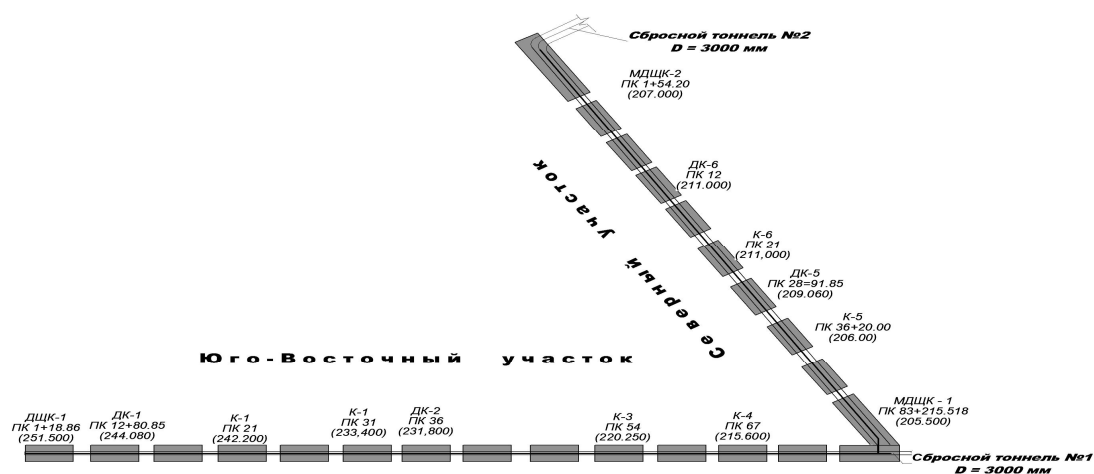 Сбросной тоннель №2
D = 3000 мм
МДЩК-2
ПК 1+54.20
(207.000)
ДК-6
ПК 12
(211.000)
К-6
ПК 21
(211,000)
ДК-5
ПК 28=91.85
(209.060)
К-5
ПК 36+20.00
(206.00)
Северный участок
Юго-Восточный участок
МДЩК - 1
ПК 83+215.518
(205.500)
ДЩК-1
ПК 1+18.86
(251.500)
ДК-1
ПК 12+80.85
(244.080)
К-1
ПК 21
(242.200)
К-1
ПК 31
(233,400)
ДК-2
ПК 36
(231,800)
К-3
ПК 54
(220.250)
К-4
ПК 67
(215.600)
Сбросной тоннель №1
D = 3000 мм